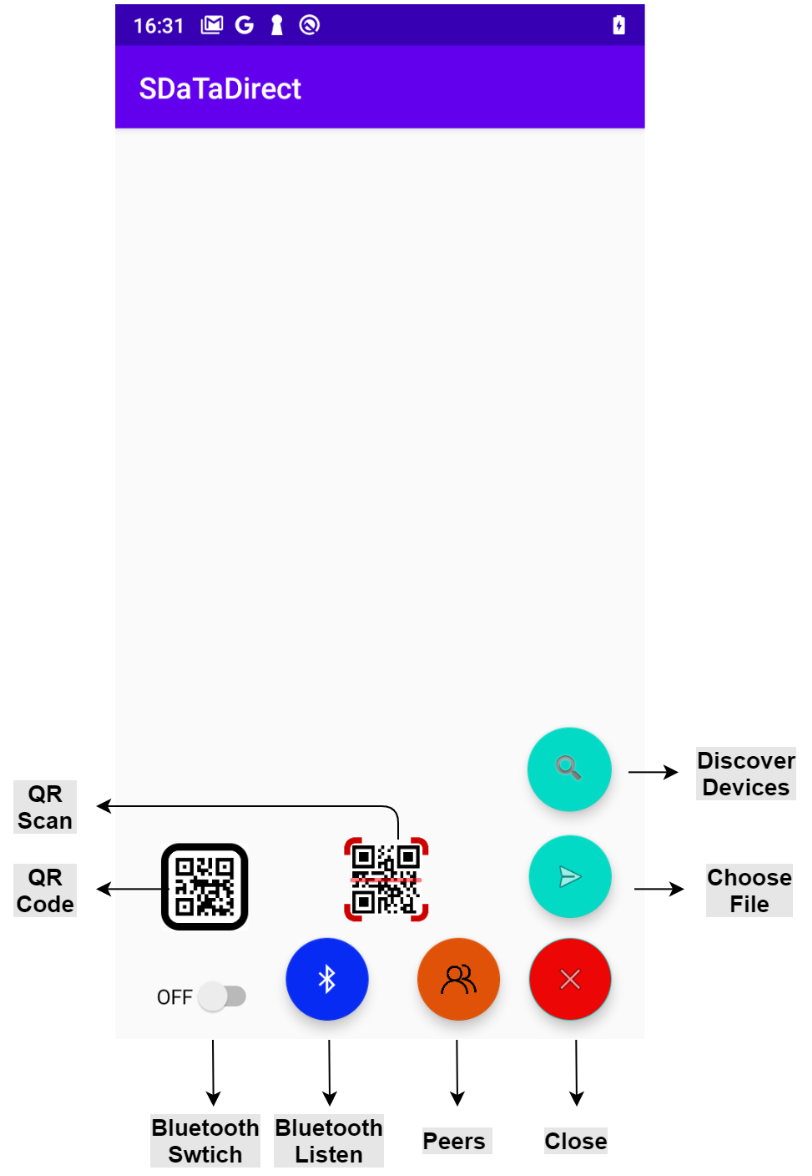 16:31
SDaTaDirect
Discover
Devices
QR
Scan
QR
Code
Choose
File
OFF
Bluetooth
Swtich
Bluetooth
Listen
Peers
Close